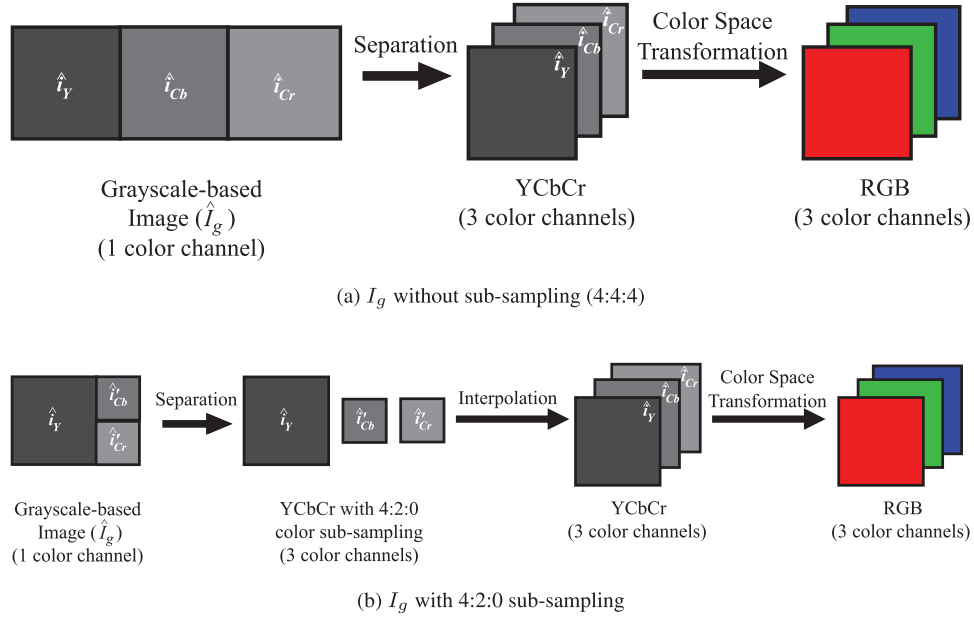 î_Y î_Cb î_Cr
Separation
î_Y î_Cb î_Cr
Color Space
Transformation
Grayscale-based
Image (Î_g)
(1 color channel)
YCbCr
(3 color channels)
RGB
(3 color channels)
(a) I_g without sub-sampling (4:4:4)
î_Y î'_Cb î'_Cr
Separation
î_Y î'_Cb î'_Cr
Interpolation
î_Y î_Cb î_Cr
Color Space
Transformation
Grayscale-based
Image (Î_g)
(1 color channel)
YCbCr with 4:2:0
color sub-sampling
(3 color channels)
YCbCr
(3 color channels)
RGB
(3 color channels)
(b) I_g with 4:2:0 sub-sampling